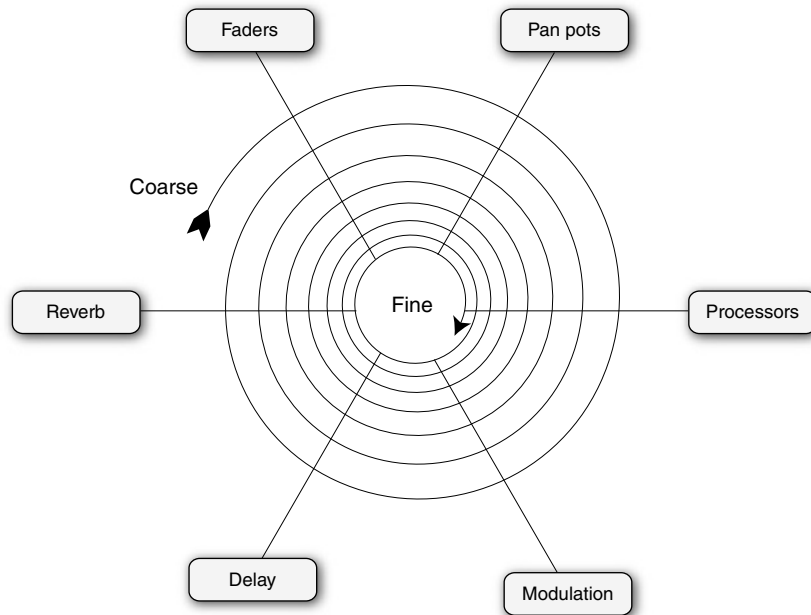 Faders
Pan pots
Coarse
Reverb
Fine
Processors
Delay
Modulation